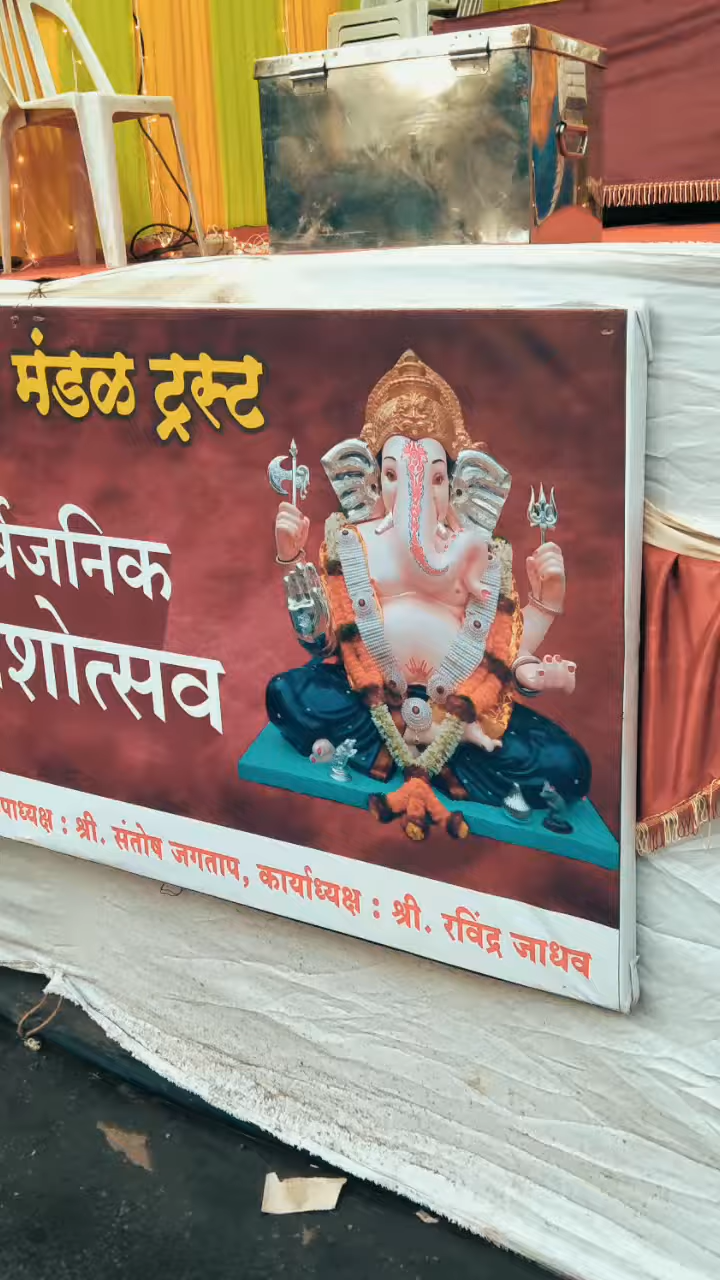 मंडळ ट्रस्ट
र्वजनिक
शोत्सव
पाध्यक्ष : श्री. संतोष जगताप, कार्याध्यक्ष : श्री. रविंद्र जाधव